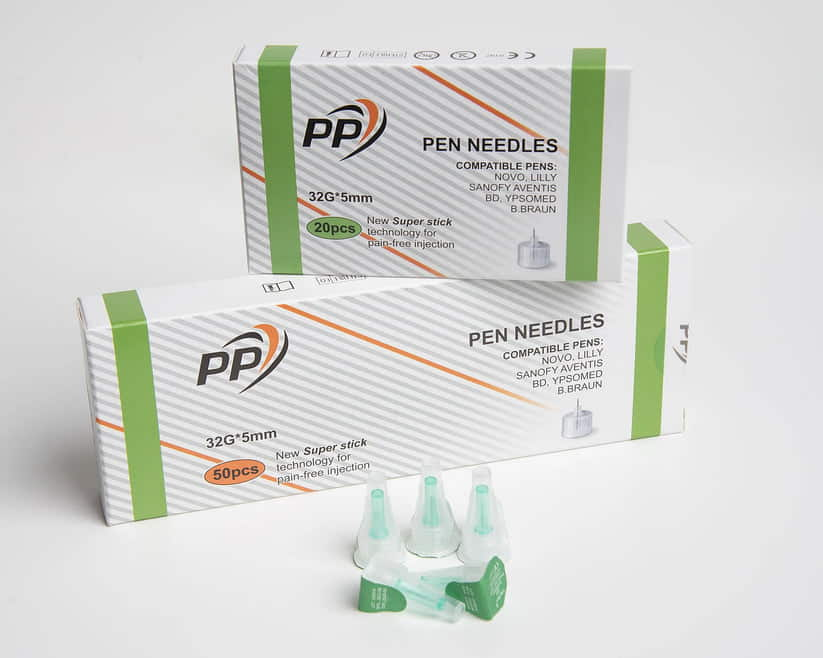 PP
PEN NEEDLES
COMPATIBLE PENS:
NOVO, LILLY
SANOFY AVENTIS
BD, YPSOMED
B.BRAUN
32G*5mm
20pcs
New Super stick
technology for
pain-free injection
PP
PEN NEEDLES
COMPATIBLE PENS:
NOVO, LILLY
SANOFY AVENTIS
BD, YPSOMED
B.BRAUN
32G*5mm
50pcs
New Super stick
technology for
pain-free injection
PP